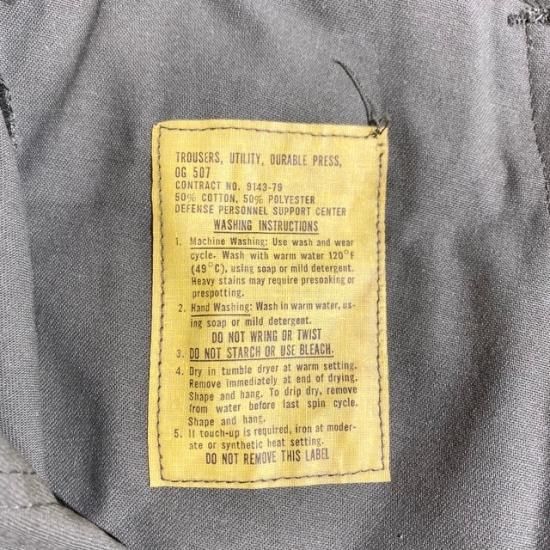 TROUSERS, UTILITY, DURABLE PRESS,
OG 507
CONTRACT NO. 9143-79
50% COTTON, 50% POLYESTER
DEFENSE PERSONNEL SUPPORT CENTER
WASHING INSTRUCTIONS
1. Machine Washing: Use wash and wear
cycle. Wash with warm water 120°F
(49°C), using soap or mild detergent.
Heavy stains may require presoaking or
prespotting.
2. Hand Washing: Wash in warm water, us-
ing soap or mild detergent.
DO NOT WRING OR TWIST
3. DO NOT STARCH OR USE BLEACH.
4. Dry in tumble dryer at warm setting.
Remove immediately at end of drying.
Shape and hang. To drip dry, remove
from water before last spin cycle.
Shape and hang.
5. If touch-up is required, iron at moder-
ate or synthetic heat setting.
DO NOT REMOVE THIS LABEL